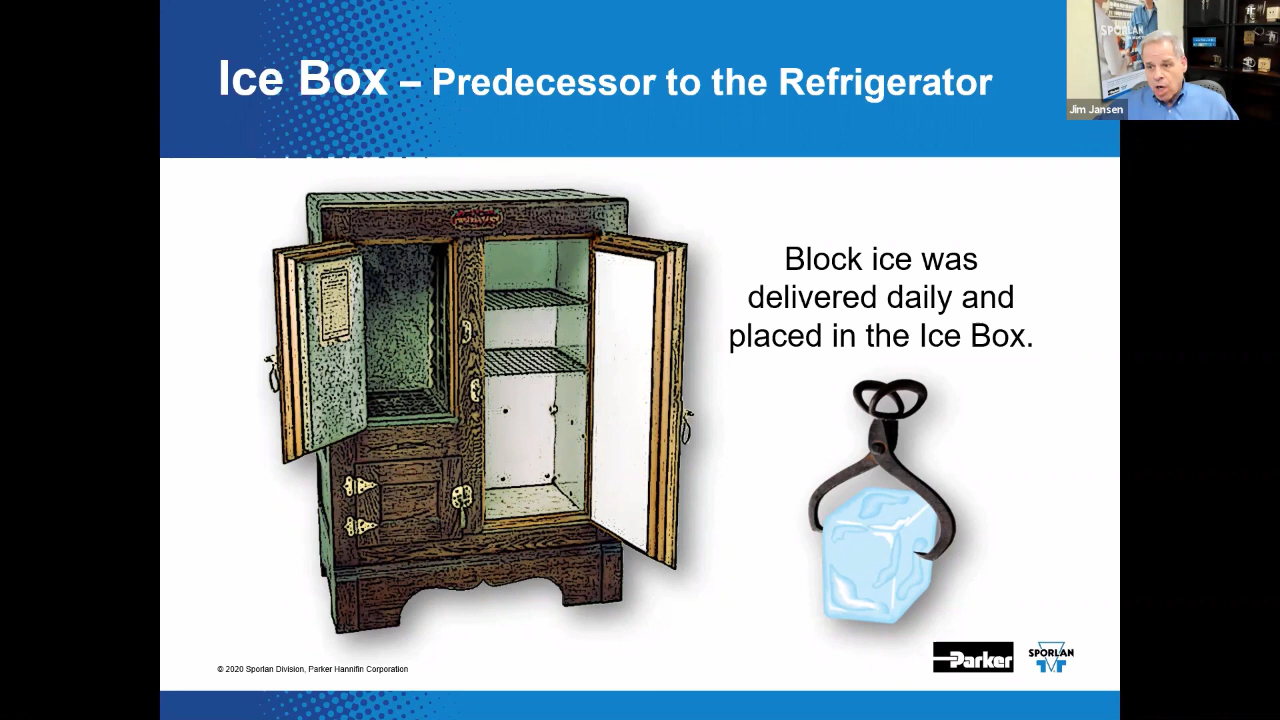 Ice Box – Predecessor to the Refrigerator
SPORLAN
Jim Jansen
Block ice was
delivered daily and
placed in the Ice Box.
© 2020 Sporlan Division, Parker Hannifin Corporation
Parker
SPORLAN